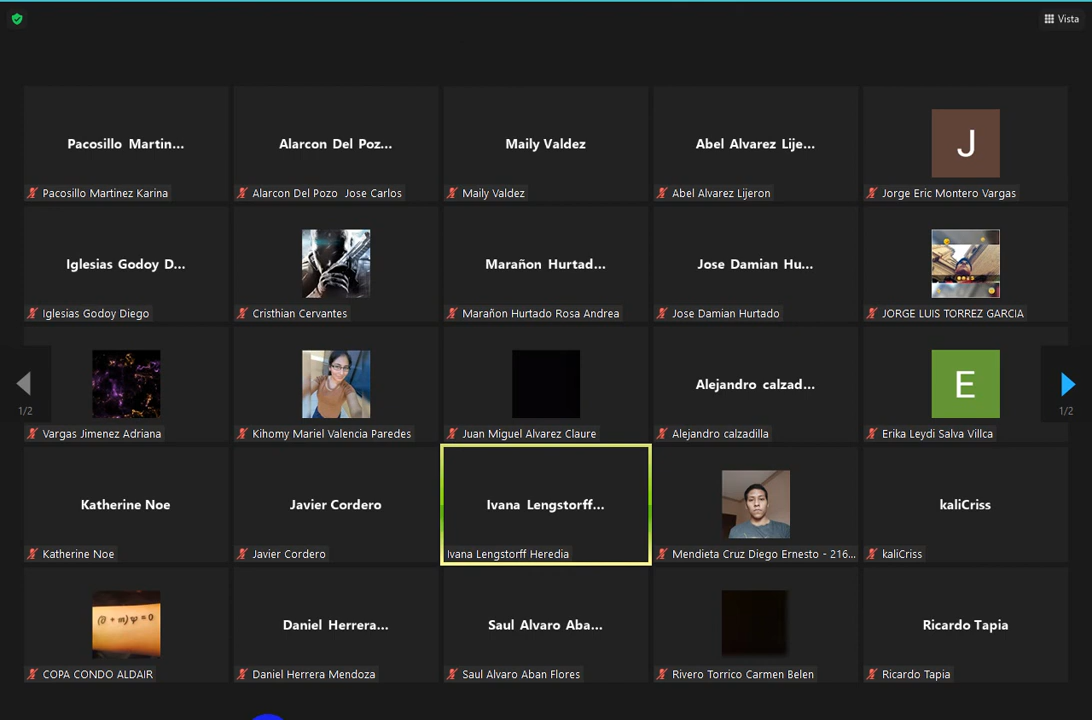 Vista
Pacosillo Martin...
Alarcon Del Poz...
Maily Valdez
Abel Alvarez Lije...
J
Pacosillo Martinez Karina
Alarcon Del Pozo Jose Carlos
Maily Valdez
Abel Alvarez Lijeron
Jorge Eric Montero Vargas
Iglesias Godoy D...
Marañon Hurtad...
Jose Damian Hu...
Iglesias Godoy Diego
Cristhian Cervantes
Marañon Hurtado Rosa Andrea
Jose Damian Hurtado
JORGE LUIS TORREZ GARCIA
Alejandro calzad...
E
1/2
1/2
Vargas Jimenez Adriana
Kihomy Mariel Valencia Paredes
Juan Miguel Alvarez Claure
Alejandro calzadilla
Erika Leydi Salva Villca
Katherine Noe
Javier Cordero
Ivana Lengstorff...
kaliCriss
Katherine Noe
Javier Cordero
Ivana Lengstorff Heredia
Mendieta Cruz Diego Ernesto - 216...
kaliCriss
(∂ + m) ψ = 0
Daniel Herrera...
Saul Alvaro Aba...
Ricardo Tapia
COPA CONDO ALDAIR
Daniel Herrera Mendoza
Saul Alvaro Aban Flores
Rivero Torrico Carmen Belen
Ricardo Tapia